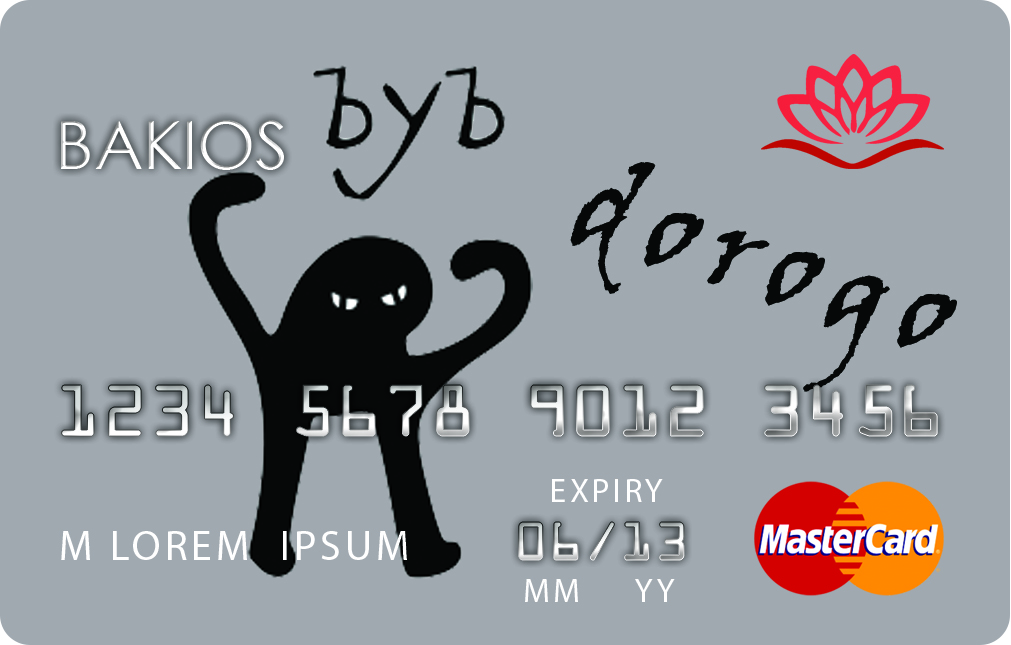 BAKIOS
ъуъ
dorogo
1234 5678 9012 3456
EXPIRY
M LOREM IPSUM
06/13
MM YY
MasterCard